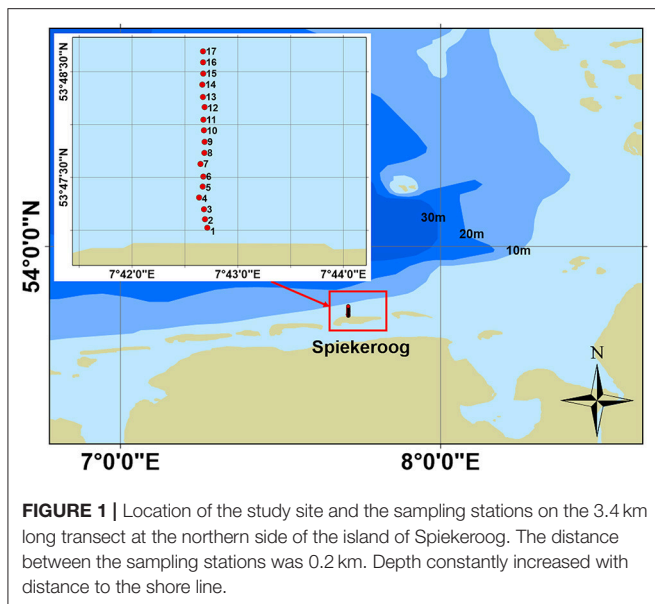 17
16
15
14
13
12
11
10
9
8
7
6
5
4
3
2
1
53°48'30"N
53°47'30"N
7°42'0"E
7°43'0"E
7°44'0"E
54°0'0"N
30m
20m
10m
Spiekeroog
N
7°0'0"E
8°0'0"E
FIGURE 1 | Location of the study site and the sampling stations on the 3.4 km
long transect at the northern side of the island of Spiekeroog. The distance
between the sampling stations was 0.2 km. Depth constantly increased with
distance to the shore line.